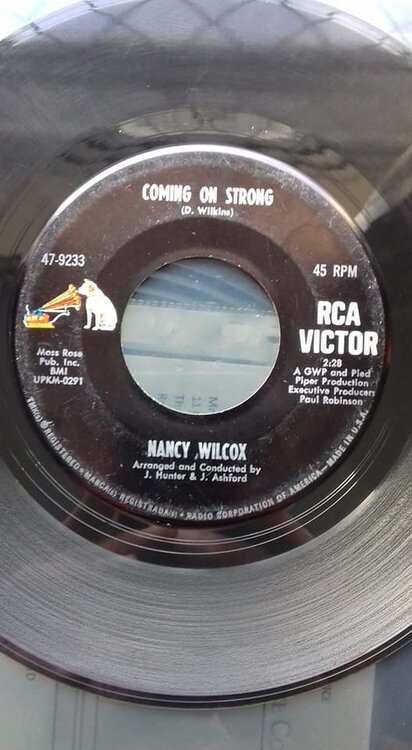 COMING ON STRONG
(D. Wilkins)
47-9233
45 RPM
RCA
VICTOR
Moss Rose
Pub. Inc.
BMI
UPKM-0291
2:28
A GWP and Pied
Piper Production
Executive Producer
Paul Robinson
NANCY WILCOX
Arranged and Conducted by
J. Hunter & J. Ashford
TMK(s) ® REGISTERED • MARCA(s) REGISTRADA(s) • RADIO CORPORATION OF AMERICA • MADE IN U.S.A.